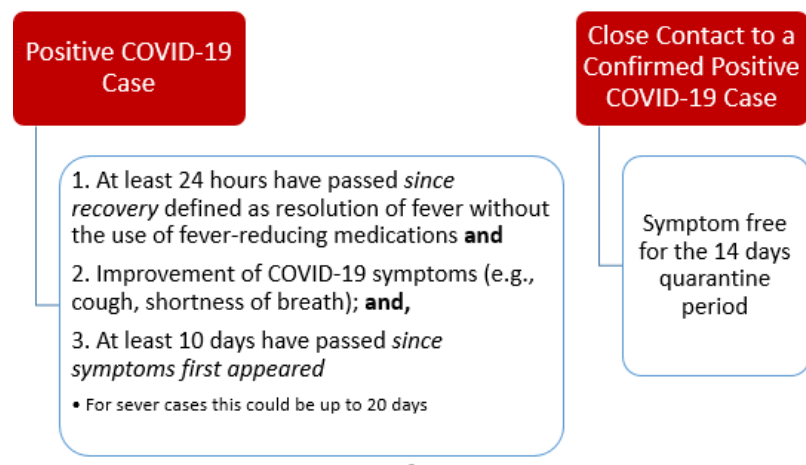 Positive COVID-19
Case
1. At least 24 hours have passed since
recovery defined as resolution of fever without
the use of fever-reducing medications and
2. Improvement of COVID-19 symptoms (e.g.,
cough, shortness of breath); and,
3. At least 10 days have passed since
symptoms first appeared
• For sever cases this could be up to 20 days
Close Contact to a
Confirmed Positive
COVID-19 Case
Symptom free
for the 14 days
quarantine
period